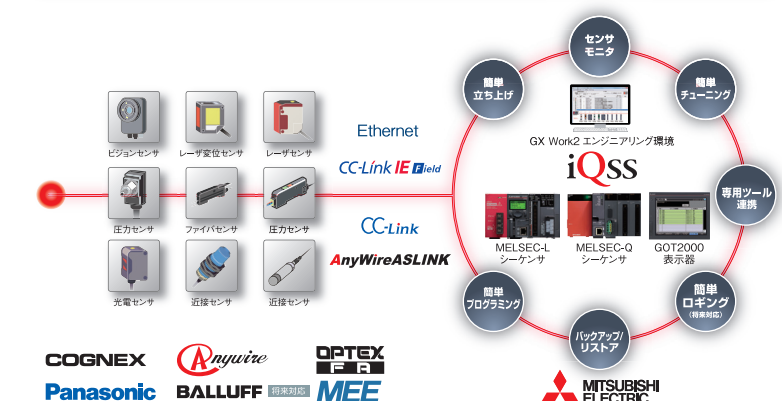 センサ
モニタ
簡単
立ち上げ
簡単
チューニング
ビジョンセンサ
レーザ変位センサ
レーザセンサ
Ethernet
CC-Link IE Field
GX Work2 エンジニアリング環境
iQSS
専用ツール
連携
圧力センサ
ファイバセンサ
圧力センサ
CC-Link
AnyWireASLINK
MELSEC-L
シーケンサ
MELSEC-Q
シーケンサ
GOT2000
表示器
光電センサ
近接センサ
近接センサ
簡単
プログラミング
簡単
ロギング
(将来対応)
バックアップ/
リストア
COGNEX
Anywire
OPTEX
FA
Panasonic
BALLUFF 将来対応
MEE
MITSUBISHI
ELECTRIC